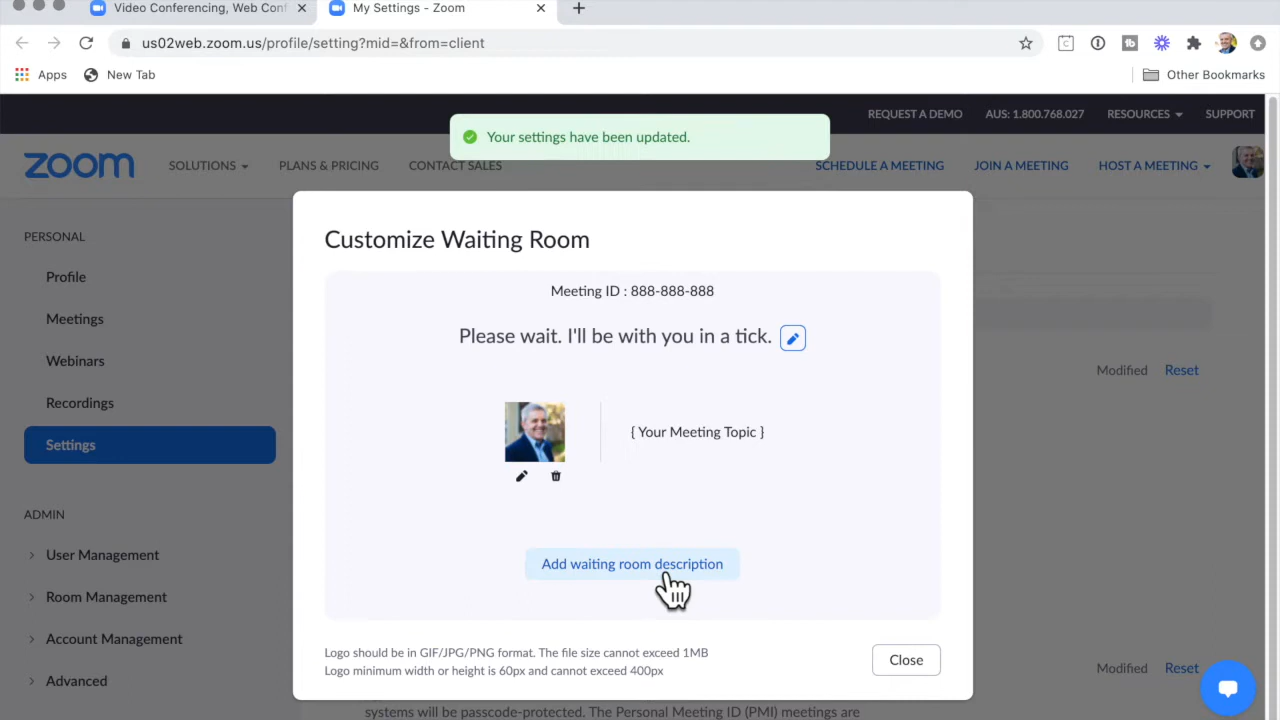 Video Conferencing, Web Conf
My Settings - Zoom
us02web.zoom.us/profile/setting?mid=&from=client
Apps
New Tab
Other Bookmarks
REQUEST A DEMO
AUS: 1.800.768.027
RESOURCES
SUPPORT
Your settings have been updated.
zoom
SOLUTIONS
PLANS & PRICING
CONTACT SALES
SCHEDULE A MEETING
JOIN A MEETING
HOST A MEETING
PERSONAL
Profile
Meetings
Webinars
Recordings
Settings
ADMIN
User Management
Room Management
Account Management
Advanced
Customize Waiting Room
Meeting ID : 888-888-888
Please wait. I'll be with you in a tick.
{ Your Meeting Topic }
Add waiting room description
Logo should be in GIF/JPG/PNG format. The file size cannot exceed 1MB
Logo minimum width or height is 60px and cannot exceed 400px
Close
Modified
Reset
Modified
Reset
systems will be passcode-protected. The Personal Meeting ID (PMI) meetings are